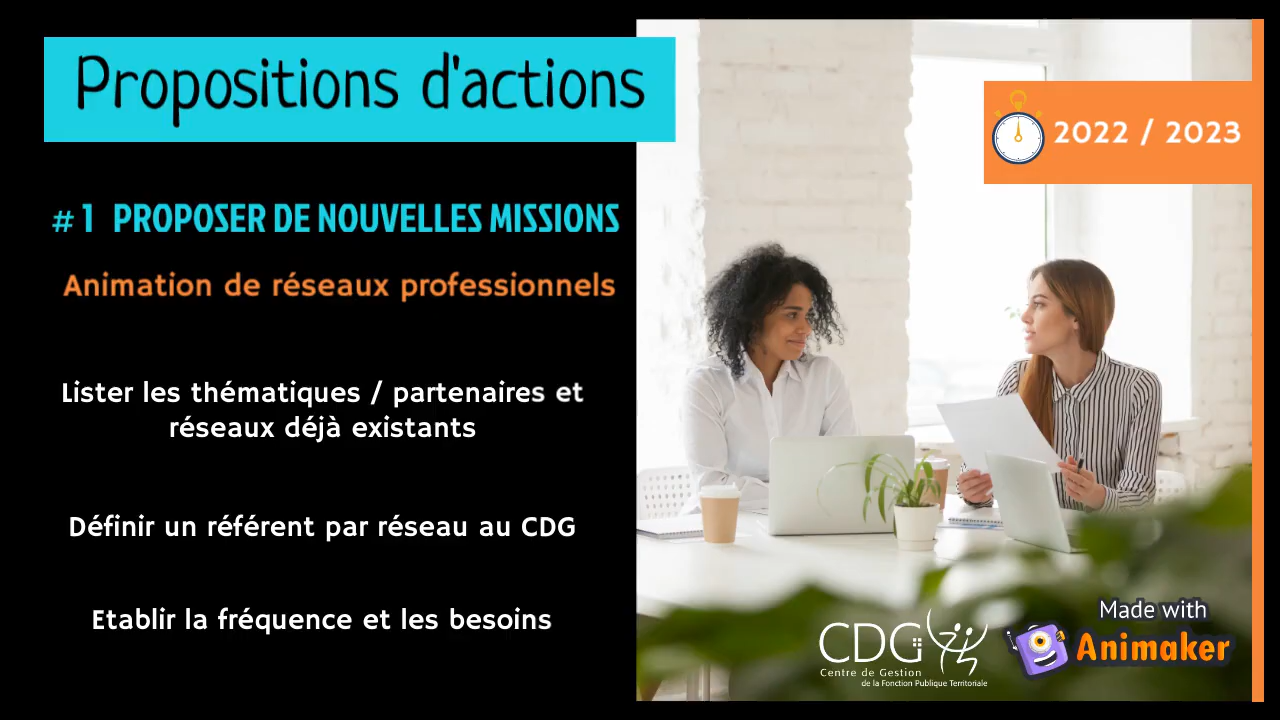 Propositions d'actions
2022 / 2023
# 1 PROPOSER DE NOUVELLES MISSIONS
Animation de réseaux professionnels
Lister les thématiques / partenaires et
réseaux déjà existants
Définir un référent par réseau au CDG
Etablir la fréquence et les besoins
CDG
Centre de Gestion
de la Fonction Publique Territoriale
Made with
Animaker